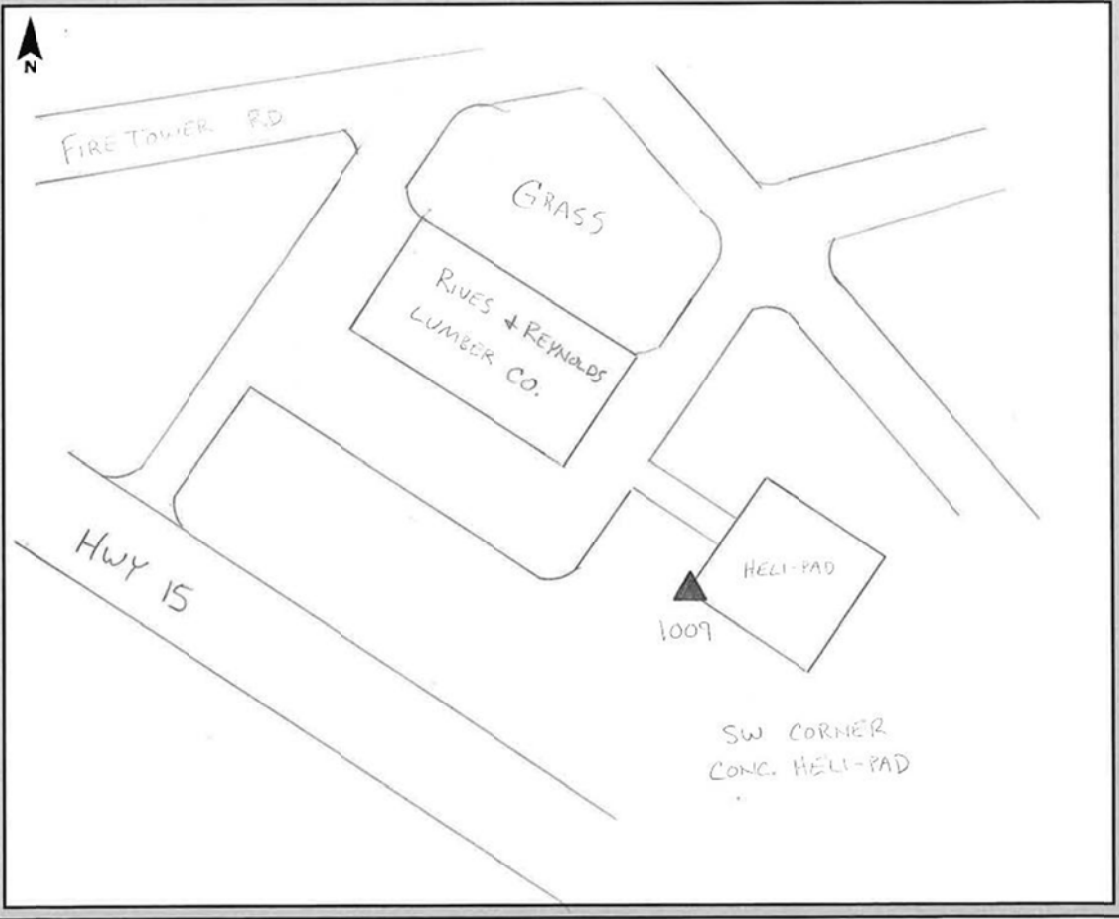 N
FIRE TOWER RD
GRASS
RIVES & REYNOLDS
LUMBER CO.
HWY 15
HELI-PAD
1009
SW CORNER
CONC. HELI-PAD